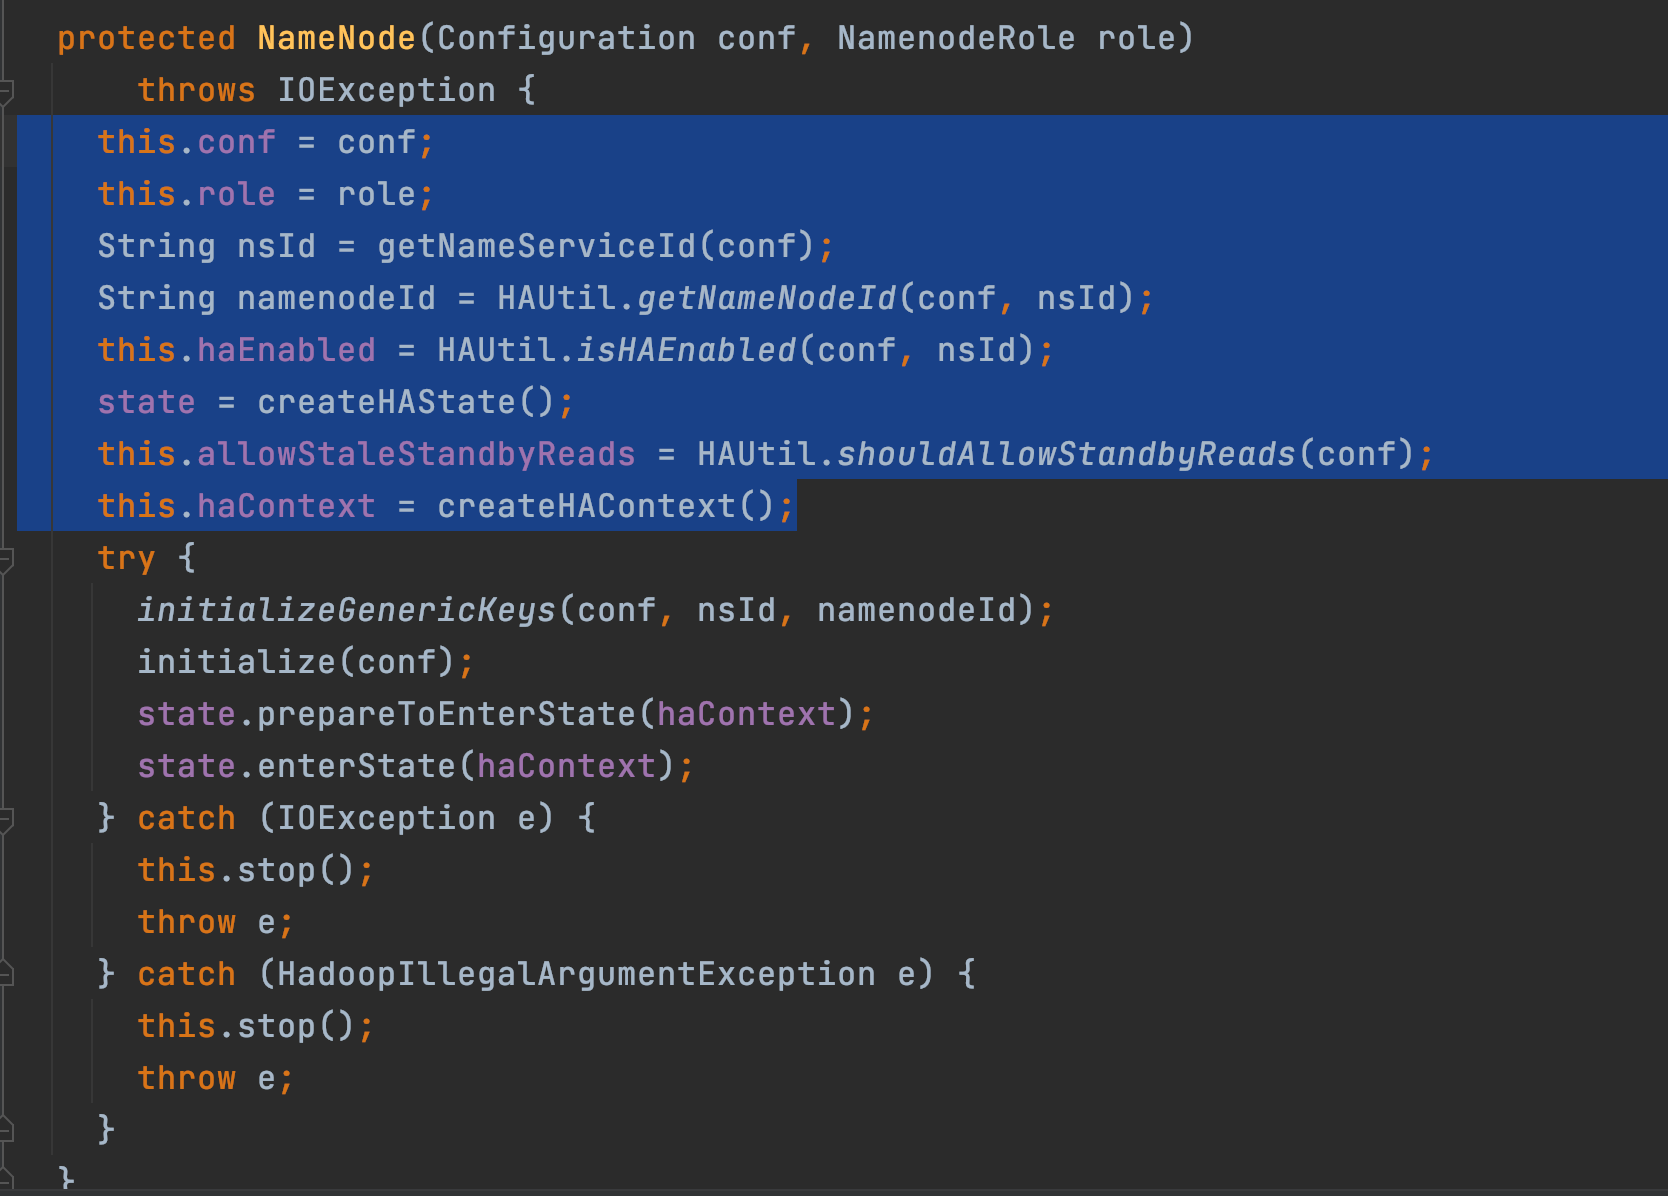 protected NameNode(Configuration conf, NamenodeRole role)
    throws IOException {
  this.conf = conf;
  this.role = role;
  String nsId = getNameServiceId(conf);
  String namenodeId = HAUtil.getNameNodeId(conf, nsId);
  this.haEnabled = HAUtil.isHAEnabled(conf, nsId);
  state = createHAState();
  this.allowStaleStandbyReads = HAUtil.shouldAllowStandbyReads(conf);
  this.haContext = createHAContext();
  try {
    initializeGenericKeys(conf, nsId, namenodeId);
    initialize(conf);
    state.prepareToEnterState(haContext);
    state.enterState(haContext);
  } catch (IOException e) {
    this.stop();
    throw e;
  } catch (HadoopIllegalArgumentException e) {
    this.stop();
    throw e;
  }
}